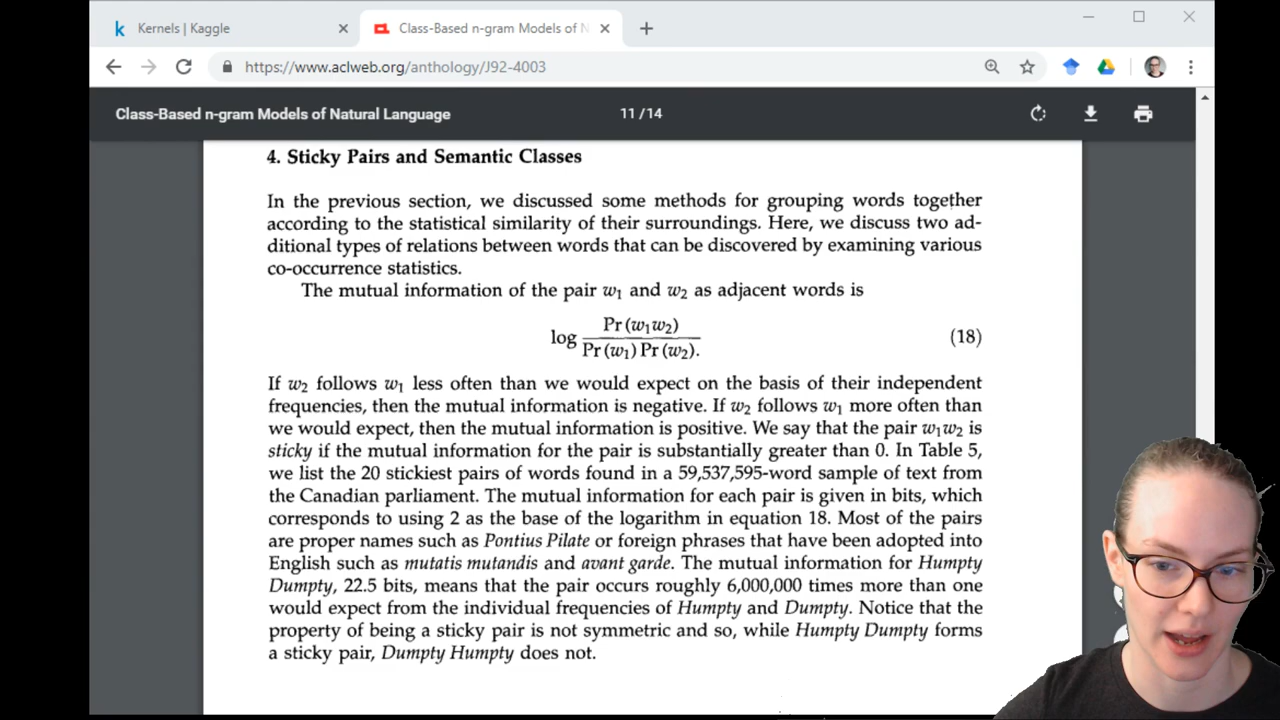 Kernels | Kaggle
Class-Based n-gram Models of N
https://www.aclweb.org/anthology/J92-4003
Class-Based n-gram Models of Natural Language
11 / 14
4. Sticky Pairs and Semantic Classes
In the previous section, we discussed some methods for grouping words together
according to the statistical similarity of their surroundings. Here, we discuss two ad-
ditional types of relations between words that can be discovered by examining various
co-occurrence statistics.
The mutual information of the pair w₁ and w₂ as adjacent words is
Pr (w₁w₂)
log
Pr (w₁) Pr (w₂).
(18)
If w₂ follows w₁ less often than we would expect on the basis of their independent
frequencies, then the mutual information is negative. If w₂ follows w₁ more often than
we would expect, then the mutual information is positive. We say that the pair w₁w₂ is
sticky if the mutual information for the pair is substantially greater than 0. In Table 5,
we list the 20 stickiest pairs of words found in a 59,537,595-word sample of text from
the Canadian parliament. The mutual information for each pair is given in bits, which
corresponds to using 2 as the base of the logarithm in equation 18. Most of the pairs
are proper names such as Pontius Pilate or foreign phrases that have been adopted into
English such as mutatis mutandis and avant garde. The mutual information for Humpty
Dumpty, 22.5 bits, means that the pair occurs roughly 6,000,000 times more than one
would expect from the individual frequencies of Humpty and Dumpty. Notice that the
property of being a sticky pair is not symmetric and so, while Humpty Dumpty forms
a sticky pair, Dumpty Humpty does not.